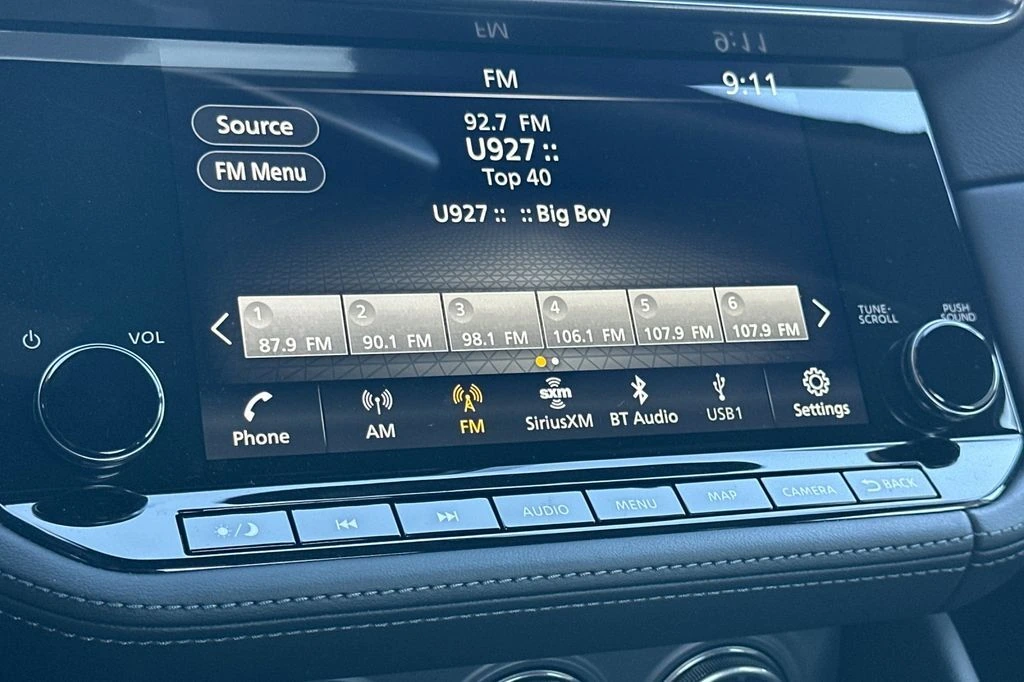 FM 9:11
Source
FM Menu
92.7 FM
U927 ::
Top 40
U927 :: :: Big Boy
1 2 3 4 5 6
87.9 FM 90.1 FM 98.1 FM 106.1 FM 107.9 FM 107.9 FM
VOL
TUNE-
SCROLL
PUSH
SOUND
sxm
Phone AM FM SiriusXM BT Audio USB1 Settings
AUDIO MENU MAP CAMERA BACK